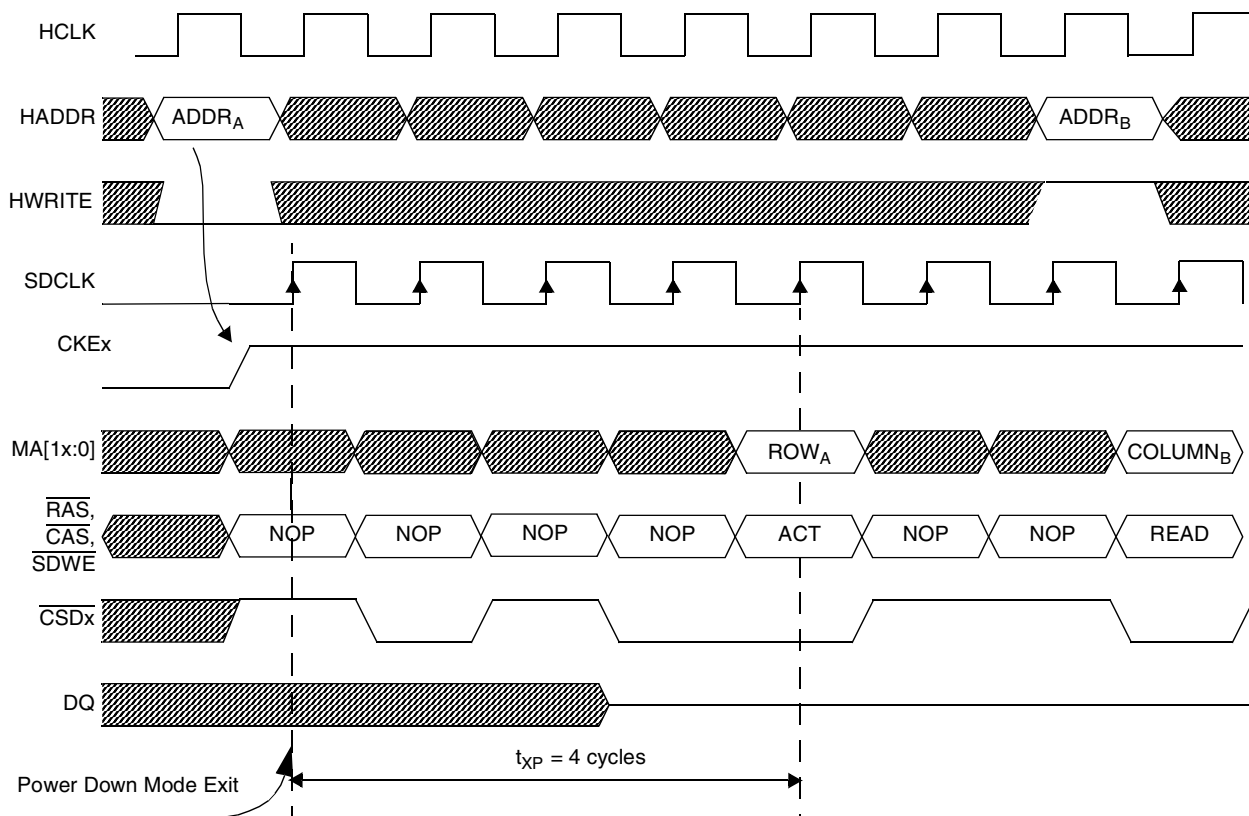 HCLK
HADDR ADDRA ADDRB
HWRITE
SDCLK
CKEx
MA[1x:0] ROWA COLUMNB
RAS,
CAS,
SDWE
NOP NOP NOP NOP ACT NOP NOP READ
CSDx
DQ
tXP = 4 cycles
Power Down Mode Exit